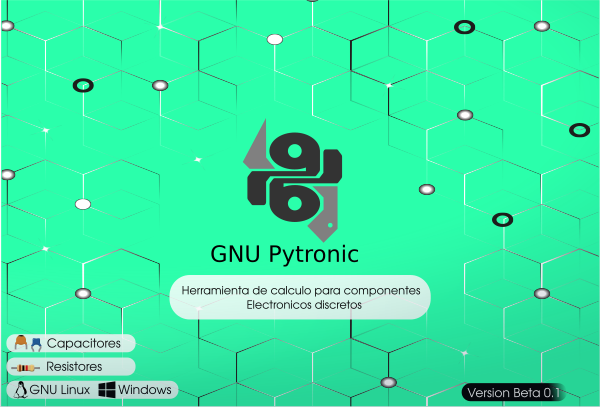 GNU Pytronic
Herramienta de calculo para componentes
Electronicos discretos
Capacitores
Resistores
GNU Linux Windows
Version Beta 0.1